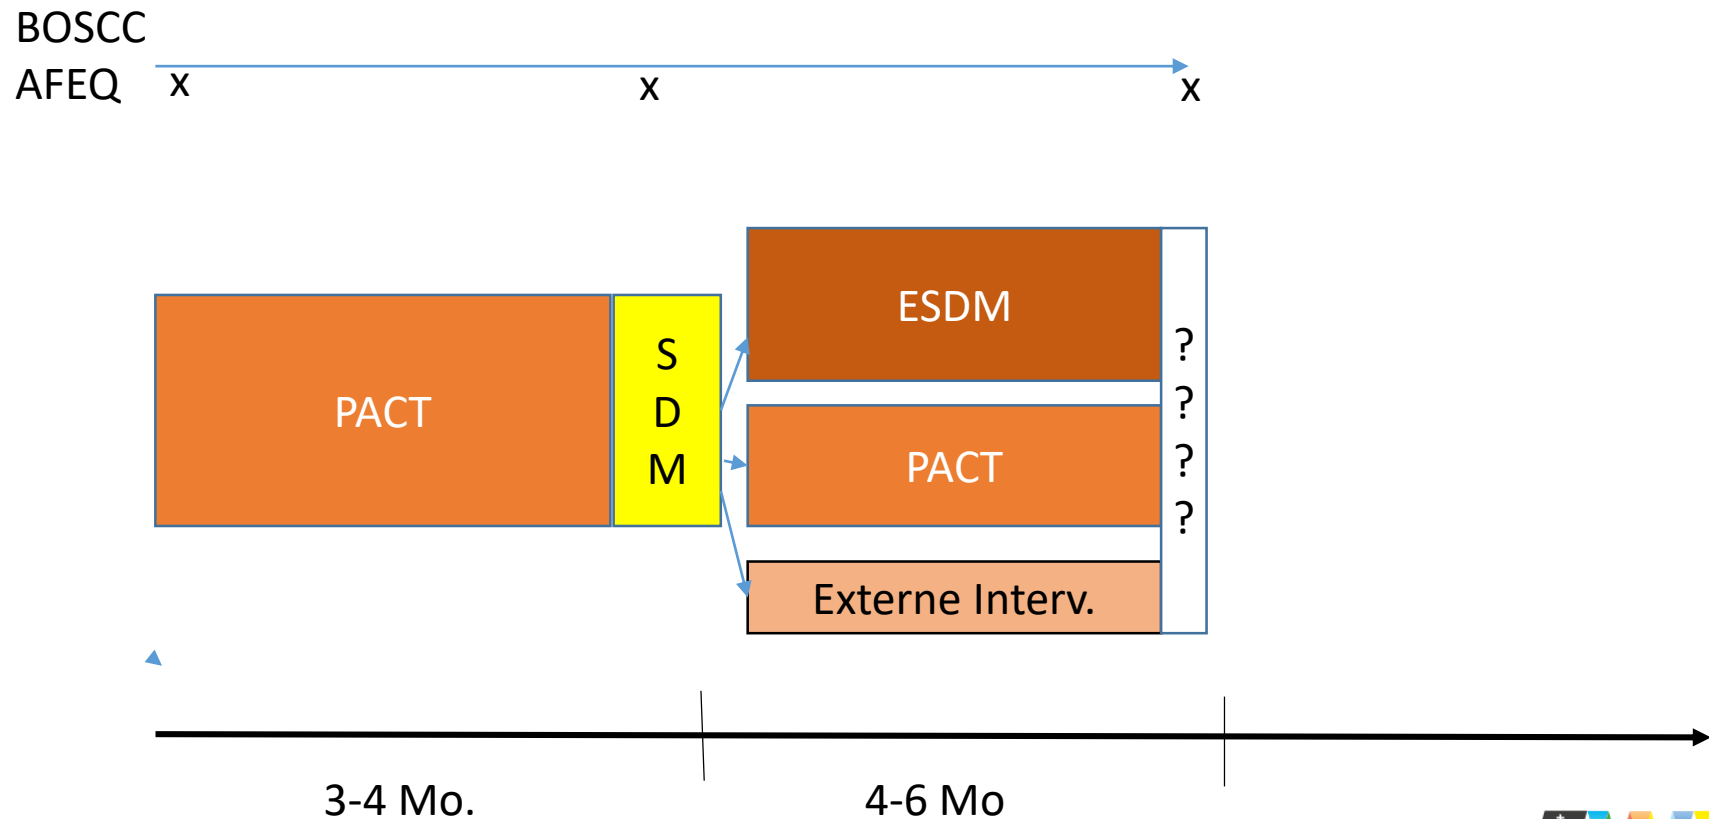 BOSCC
AFEQ x x x
ESDM
S
D
M
PACT
PACT
Externe Interv.
?
?
?
?
3-4 Mo.
4-6 Mo